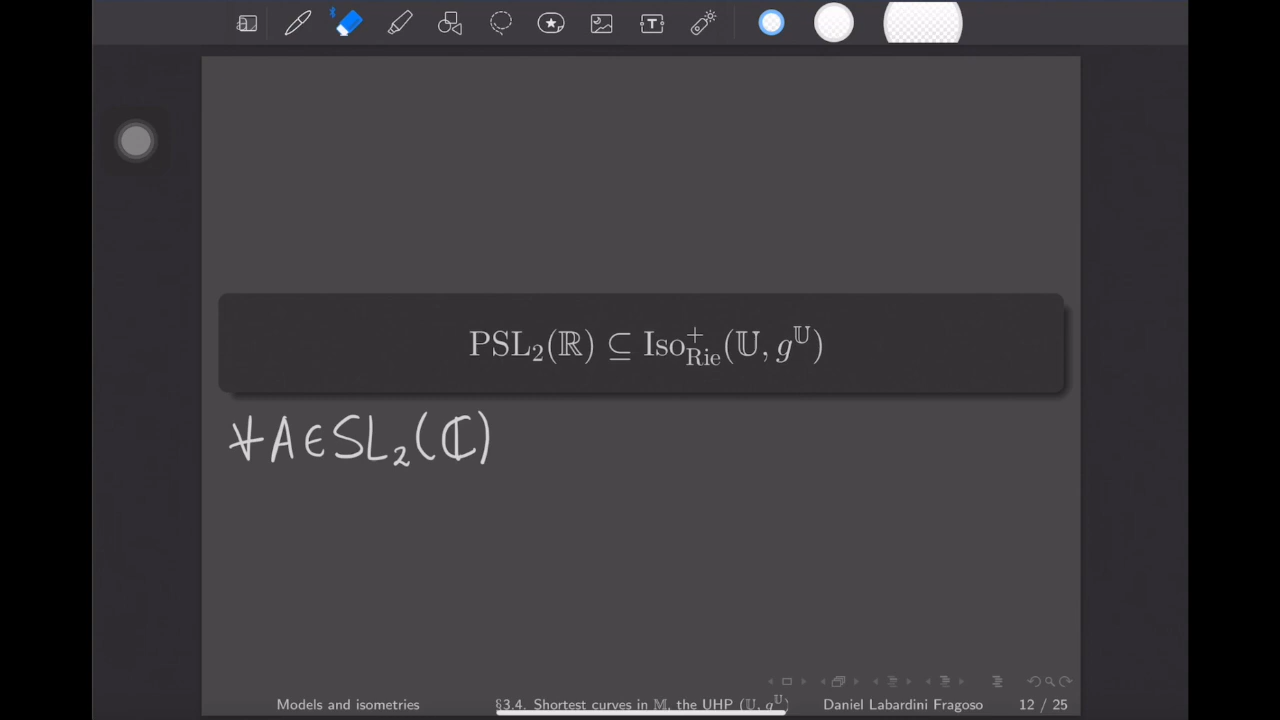 PSL₂(ℝ) ⊆ Iso⁺_Rie(𝕌, g^𝕌)
∀A∈SL₂(ℂ)
Models and isometries §3.4. Shortest curves in 𝕄, the UHP (𝕌, g^𝕌) Daniel Labardini Fragoso 12 / 25